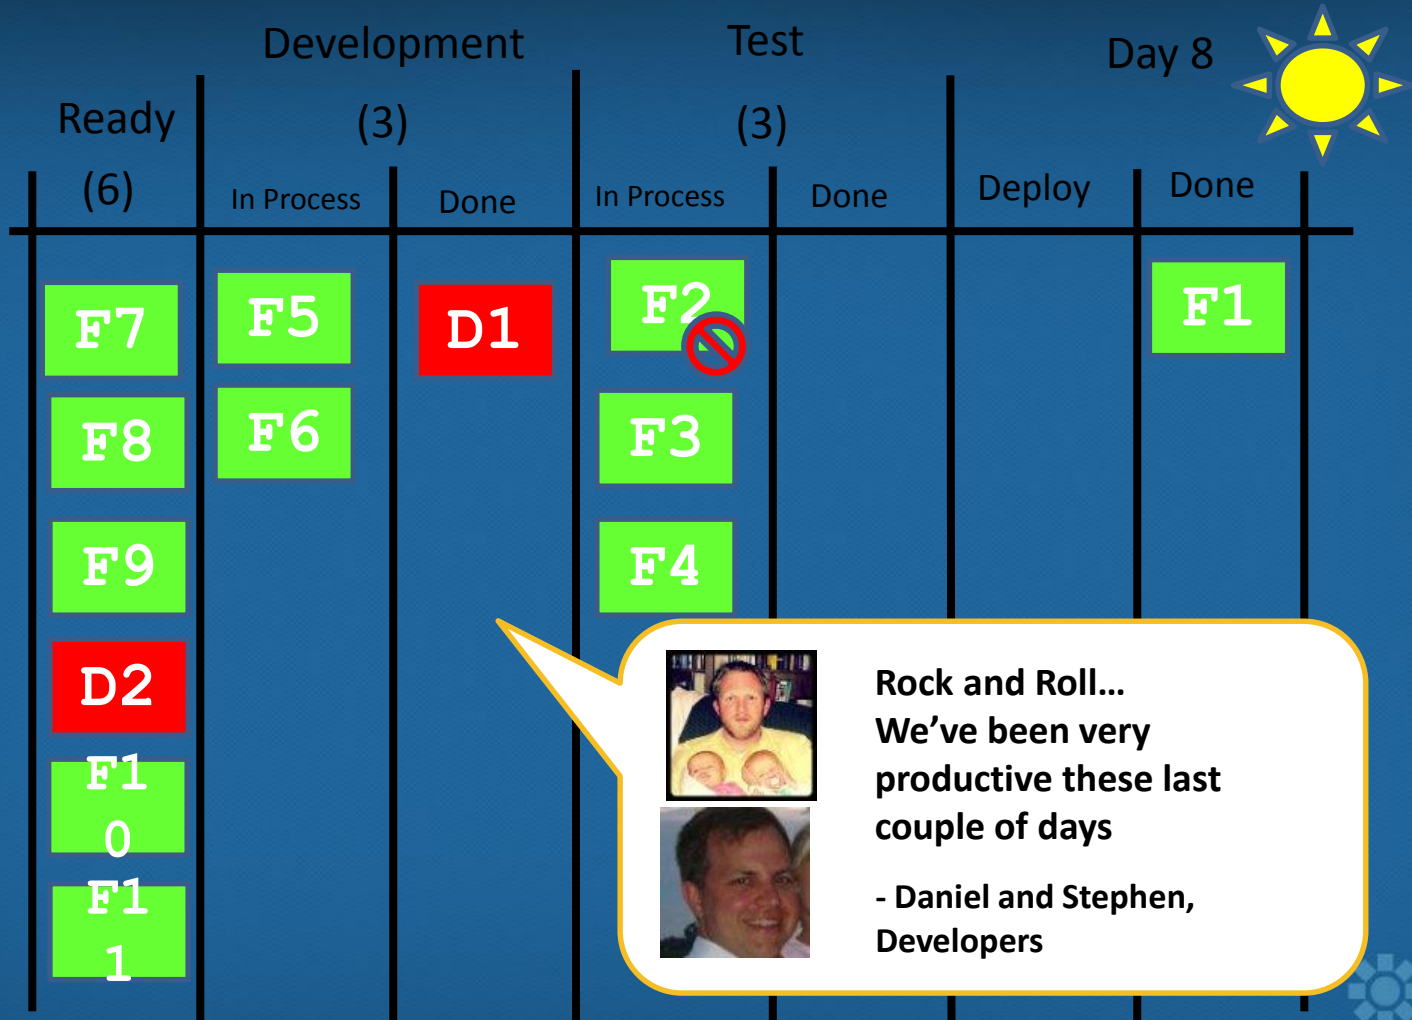 Development
Test
Day 8
Ready
(3)
(3)
(6)
In Process
Done
In Process
Done
Deploy
Done
F7
F5
D1
F2
F1
F8
F6
F3
F9
F4
D2
F1
0
F1
1
Rock and Roll…
We’ve been very
productive these last
couple of days
- Daniel and Stephen,
Developers